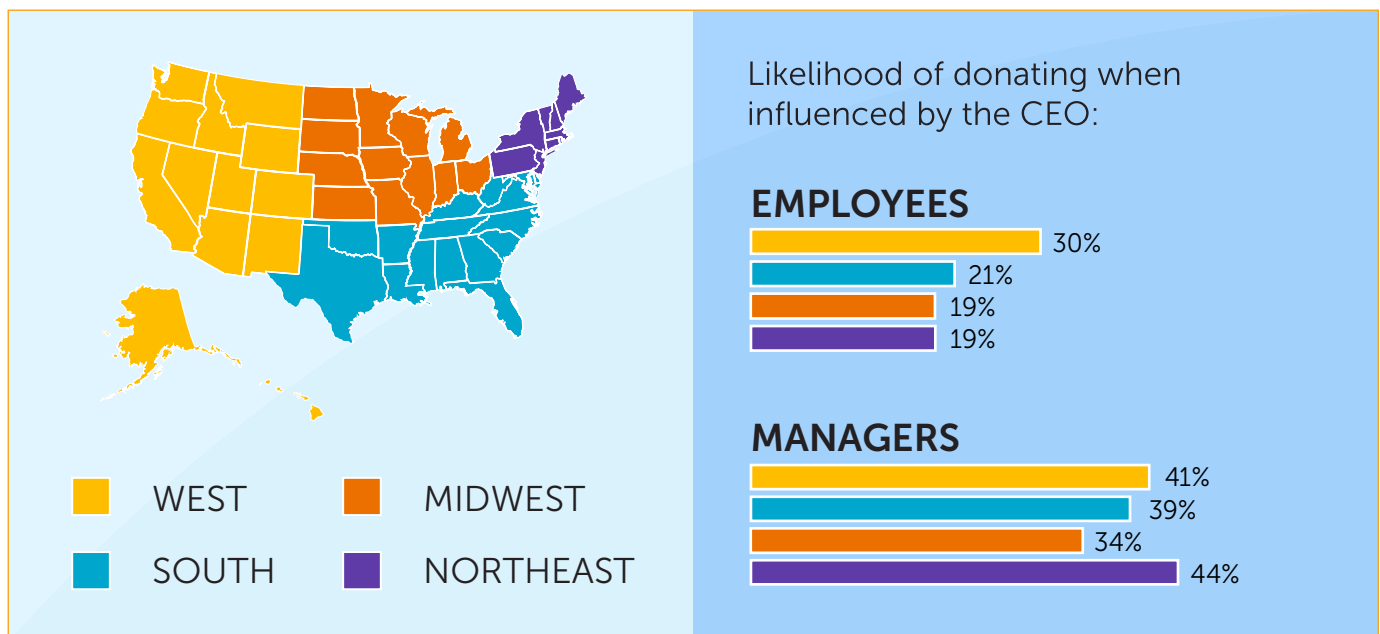 WEST
MIDWEST
SOUTH
NORTHEAST
Likelihood of donating when
influenced by the CEO:
EMPLOYEES
30%
21%
19%
19%
MANAGERS
41%
39%
34%
44%